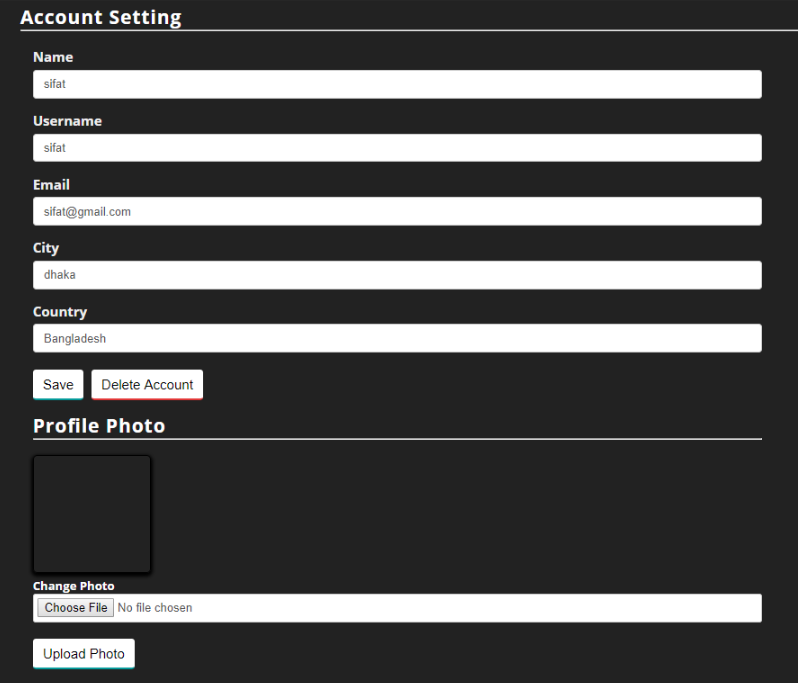 Account Setting
Name
sifat
Username
sifat
Email
sifat@gmail.com
City
dhaka
Country
Bangladesh
Save Delete Account
Profile Photo
Change Photo
Choose File No file chosen
Upload Photo